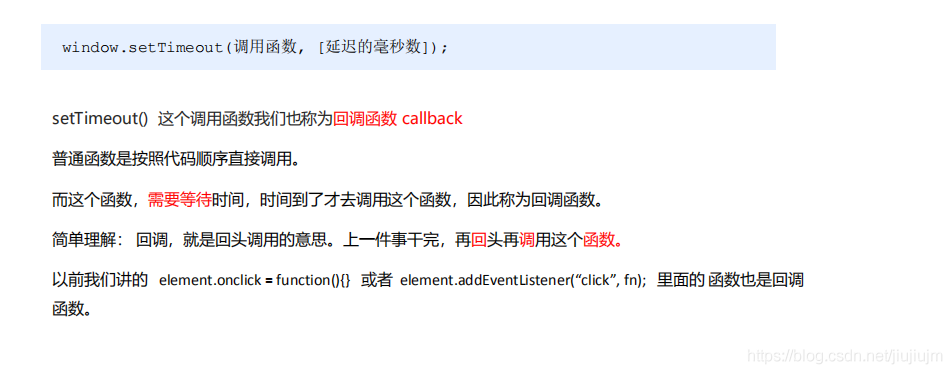 window.setTimeout(调用函数, [延迟的毫秒数]);
setTimeout() 这个调用函数我们也称为回调函数 callback
普通函数是按照代码顺序直接调用。
而这个函数，需要等待时间，时间到了才去调用这个函数，因此称为回调函数。
简单理解： 回调，就是回头调用的意思。上一件事干完，再回头再调用这个函数。
以前我们讲的 element.onclick = function(){} 或者 element.addEventListener(“click”, fn); 里面的 函数也是回调
函数。
https://blog.csdn.net/jiujiujm